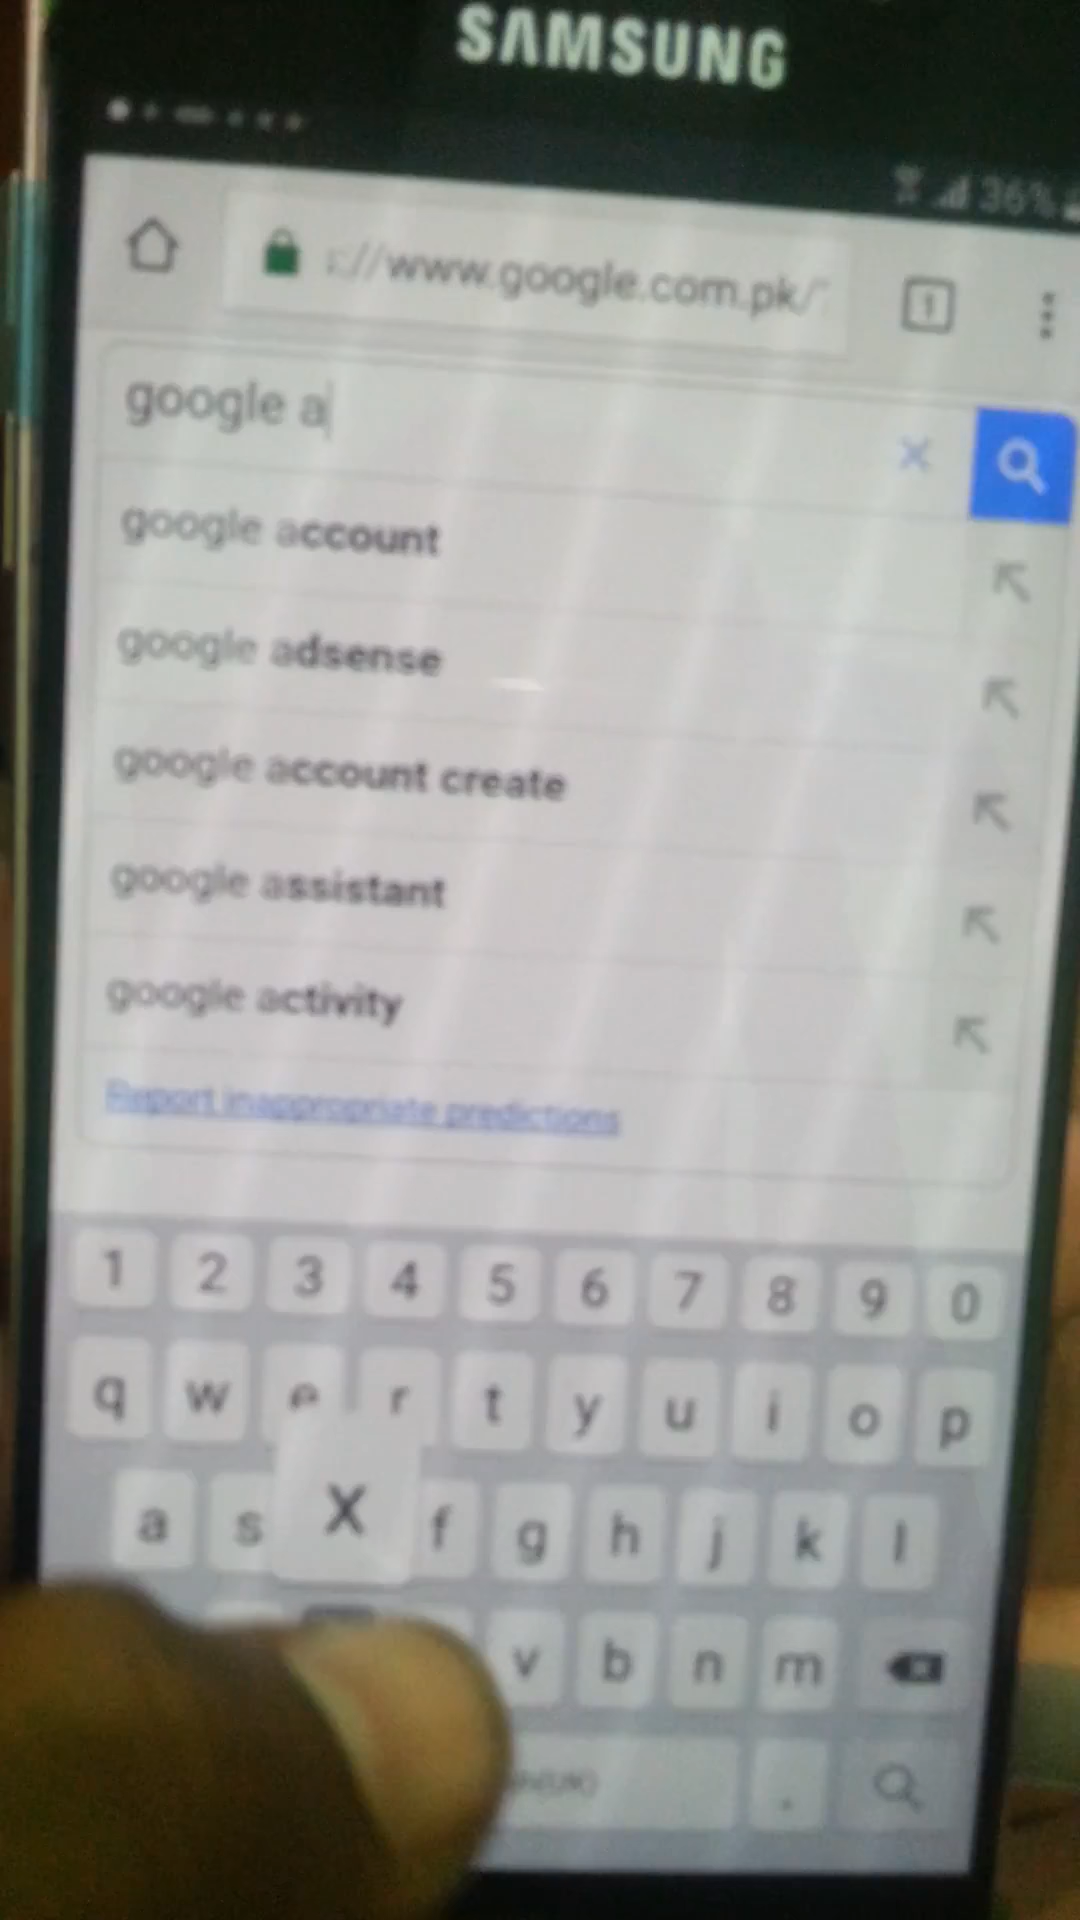 SAMSUNG
36%
://www.google.com.pk/
1
google a
google account
google adsense
google account create
google assistant
google activity
Report inappropriate predictions
1 2 3 4 5 6 7 8 9 0
q w e r t y u i o p
a s X f g h j k l
v b n m
.